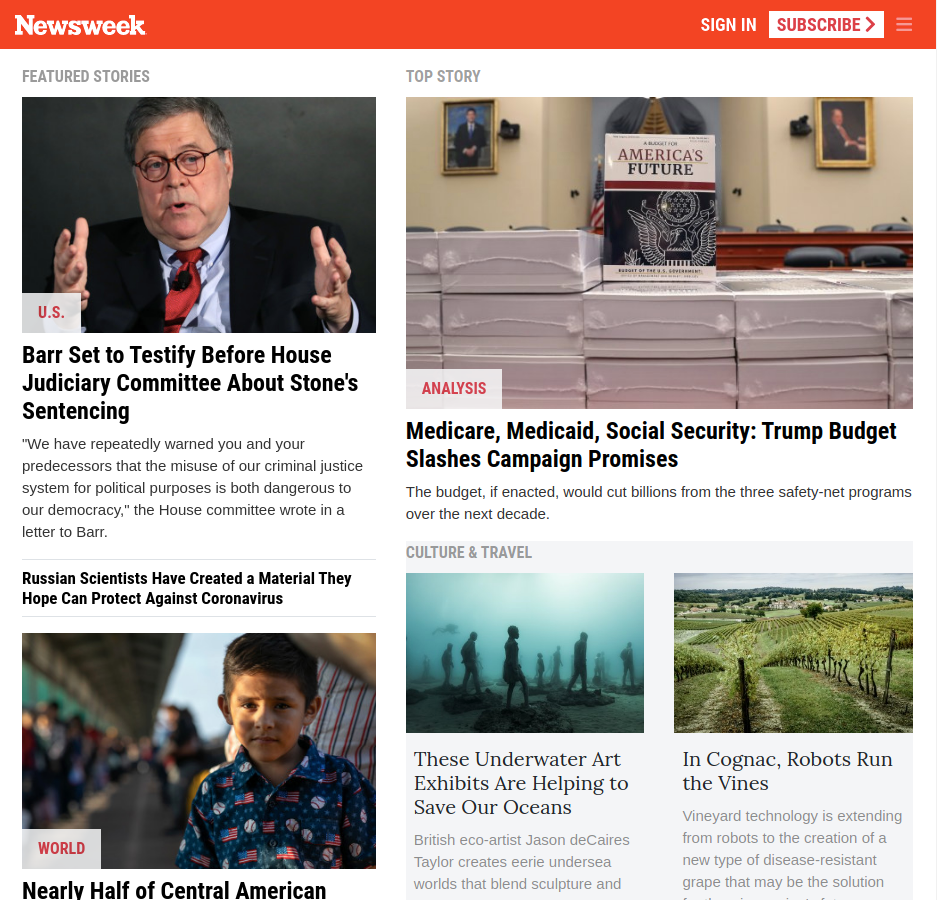 Newsweek
SIGN IN
SUBSCRIBE
FEATURED STORIES
U.S.
Barr Set to Testify Before House
Judiciary Committee About Stone's
Sentencing
"We have repeatedly warned you and your
predecessors that the misuse of our criminal justice
system for political purposes is both dangerous to
our democracy," the House committee wrote in a
letter to Barr.
Russian Scientists Have Created a Material They
Hope Can Protect Against Coronavirus
WORLD
Nearly Half of Central American
TOP STORY
A BUDGET FOR
AMERICA'S
FUTURE
BUDGET OF THE U.S. GOVERNMENT
ANALYSIS
Medicare, Medicaid, Social Security: Trump Budget
Slashes Campaign Promises
The budget, if enacted, would cut billions from the three safety-net programs
over the next decade.
CULTURE & TRAVEL
These Underwater Art
Exhibits Are Helping to
Save Our Oceans
British eco-artist Jason deCaires
Taylor creates eerie undersea
worlds that blend sculpture and
In Cognac, Robots Run
the Vines
Vineyard technology is extending
from robots to the creation of a
new type of disease-resistant
grape that may be the solution